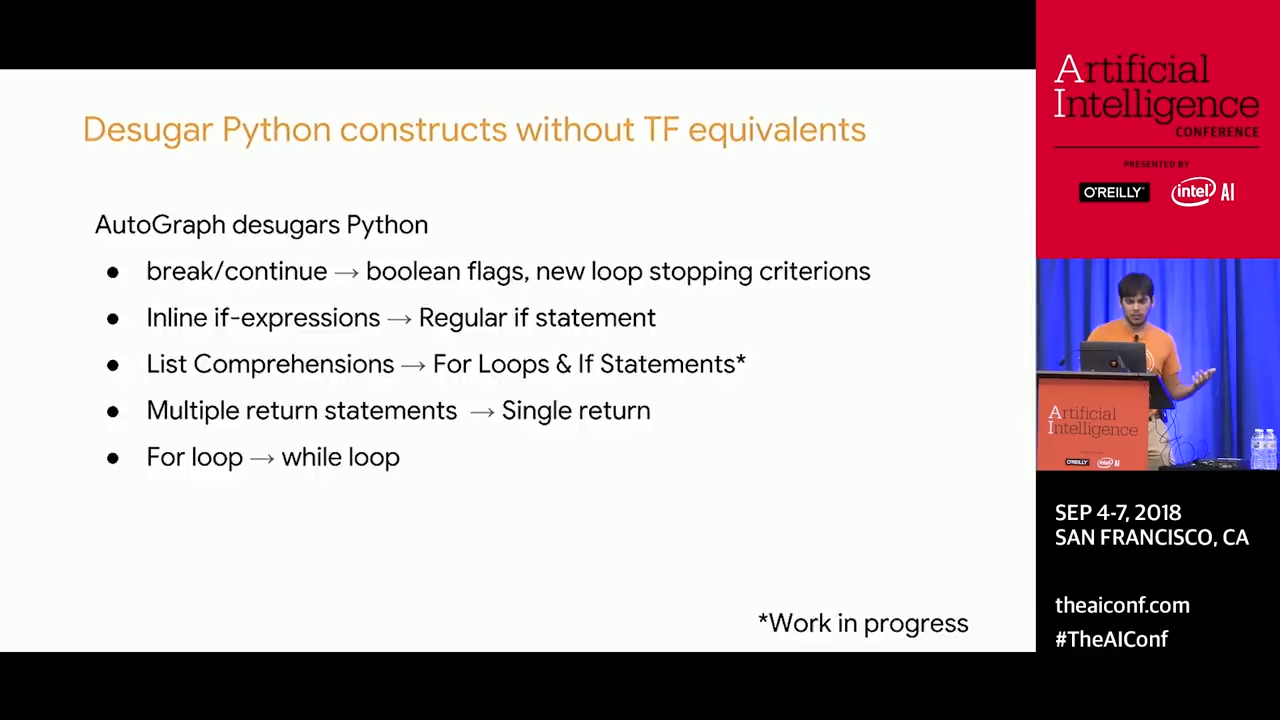 Desugar Python constructs without TF equivalents
AutoGraph desugars Python
● break/continue → boolean flags, new loop stopping criterions
● Inline if-expressions → Regular if statement
● List Comprehensions → For Loops & If Statements*
● Multiple return statements → Single return
● For loop → while loop
*Work in progress
Artificial
Intelligence
CONFERENCE
PRESENTED BY
O'REILLY intel AI
Artificial
Intelligence
O'REILLY intel AI
SEP 4-7, 2018
SAN FRANCISCO, CA
theaiconf.com
#TheAIConf